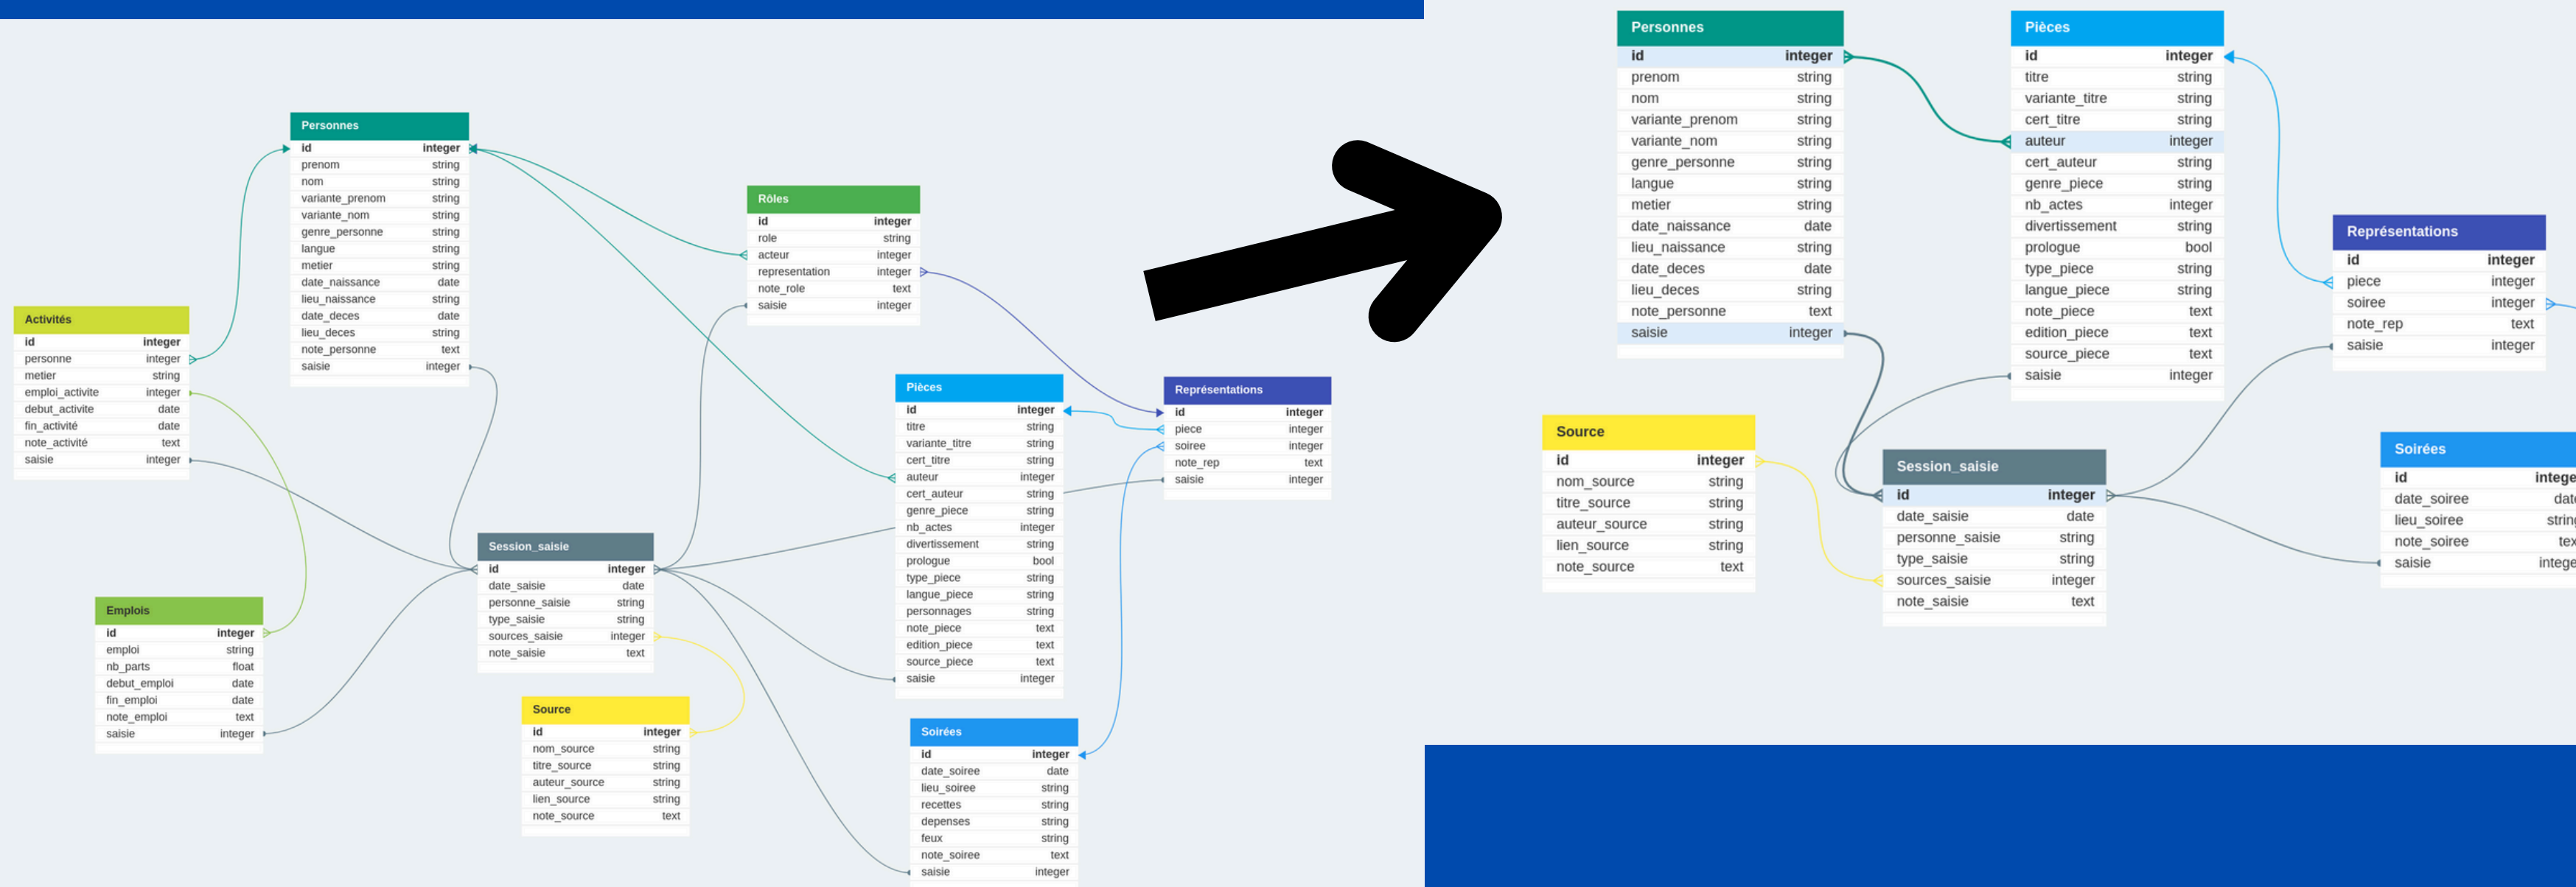 Personnes
id integer
prenom string
nom string
variante_prenom string
variante_nom string
genre_personne string
langue string
metier string
date_naissance date
lieu_naissance string
date_deces date
lieu_deces string
note_personne text
saisie integer
Activités
id integer
personne integer
metier string
emploi_activite integer
debut_activite date
fin_activité date
note_activité text
saisie integer
Emplois
id integer
emploi string
nb_parts float
debut_emploi date
fin_emploi date
note_emploi text
saisie integer
Session_saisie
id integer
date_saisie date
personne_saisie string
type_saisie string
sources_saisie integer
note_saisie text
Source
id integer
nom_source string
titre_source string
auteur_source string
lien_source string
note_source text
Rôles
id integer
role string
acteur integer
representation integer
note_role text
saisie integer
Pièces
id integer
titre string
variante_titre string
cert_titre string
auteur integer
cert_auteur string
genre_piece string
nb_actes integer
divertissement string
prologue bool
type_piece string
langue_piece string
personnages string
note_piece text
edition_piece text
source_piece text
saisie integer
Représentations
id integer
piece integer
soiree integer
note_rep text
saisie integer
Soirées
id integer
date_soiree date
lieu_soiree string
recettes string
depenses string
feux string
note_soiree text
saisie integer
Personnes
id integer
prenom string
nom string
variante_prenom string
variante_nom string
genre_personne string
langue string
metier string
date_naissance date
lieu_naissance string
date_deces date
lieu_deces string
note_personne text
saisie integer
Source
id integer
nom_source string
titre_source string
auteur_source string
lien_source string
note_source text
Pièces
id integer
titre string
variante_titre string
cert_titre string
auteur integer
cert_auteur string
genre_piece string
nb_actes integer
divertissement string
prologue bool
type_piece string
langue_piece string
note_piece text
edition_piece text
source_piece text
saisie integer
Session_saisie
id integer
date_saisie date
personne_saisie string
type_saisie string
sources_saisie integer
note_saisie text
Représentations
id integer
piece integer
soiree integer
note_rep text
saisie integer
Soirées
id
date_soiree
lieu_soiree
note_soiree
saisie